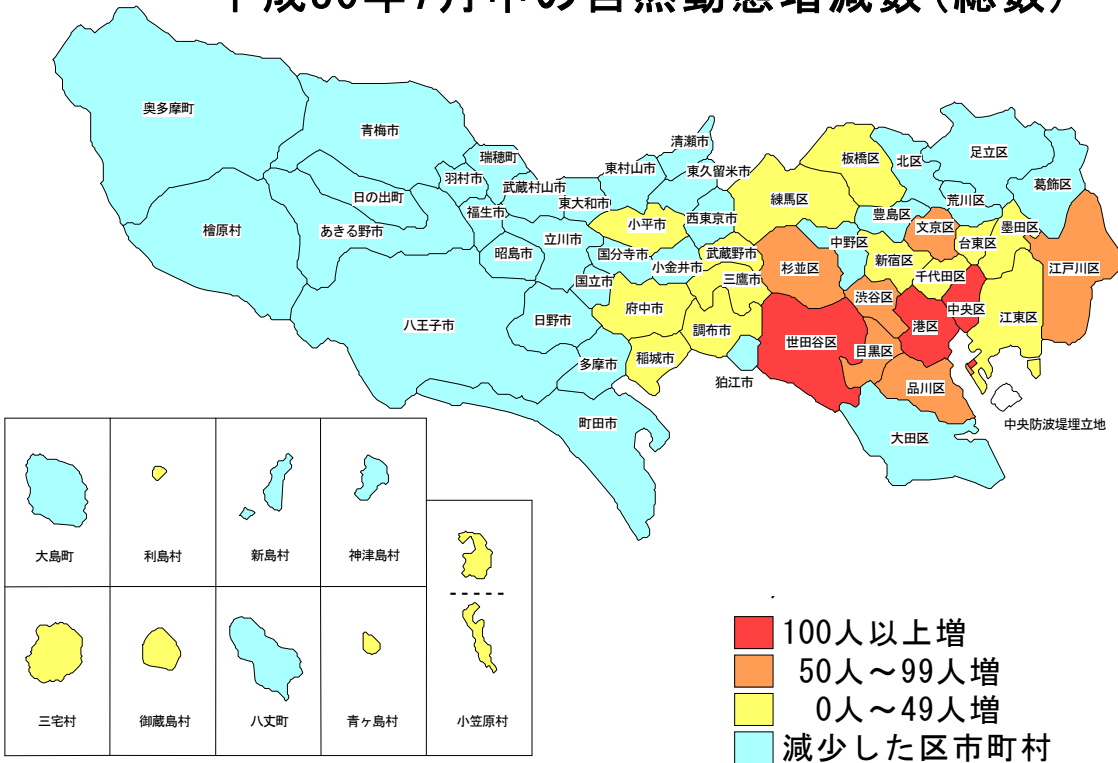 平成30年7月中の自然動態増減数(総数)
奥多摩町
青梅市
瑞穂町
清瀬市
東村山市
東久留米市
羽村市
武蔵村山市
東大和市
日の出町
福生市
檜原村
あきる野市
昭島市
立川市
小平市
西東京市
国分寺市
小金井市
武蔵野市
三鷹市
国立市
府中市
調布市
八王子市
日野市
多摩市
稲城市
狛江市
町田市
板橋区
北区
足立区
葛飾区
練馬区
荒川区
豊島区
文京区
台東区
墨田区
中野区
新宿区
千代田区
杉並区
渋谷区
中央区
江戸川区
港区
江東区
世田谷区
目黒区
品川区
大田区
中央防波堤埋立地
大島町
利島村
新島村
神津島村
三宅村
御蔵島村
八丈町
青ヶ島村
小笠原村
100人以上増
50人~99人増
0人~49人増
減少した区市町村